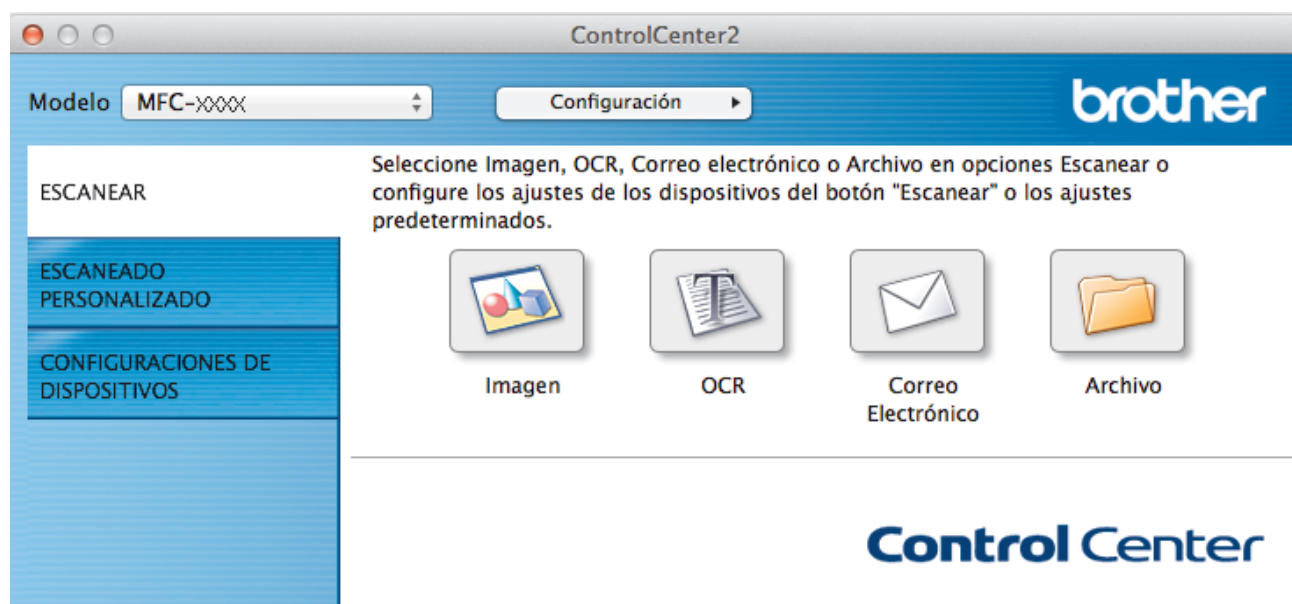 ControlCenter2
Modelo MFC-XXXX Configuración
brother
ESCANEAR
ESCANEADO
PERSONALIZADO
CONFIGURACIONES DE
DISPOSITIVOS
Seleccione Imagen, OCR, Correo electrónico o Archivo en opciones Escanear o
configure los ajustes de los dispositivos del botón "Escanear" o los ajustes
predeterminados.
Imagen
OCR
Correo
Electrónico
Archivo
Control Center